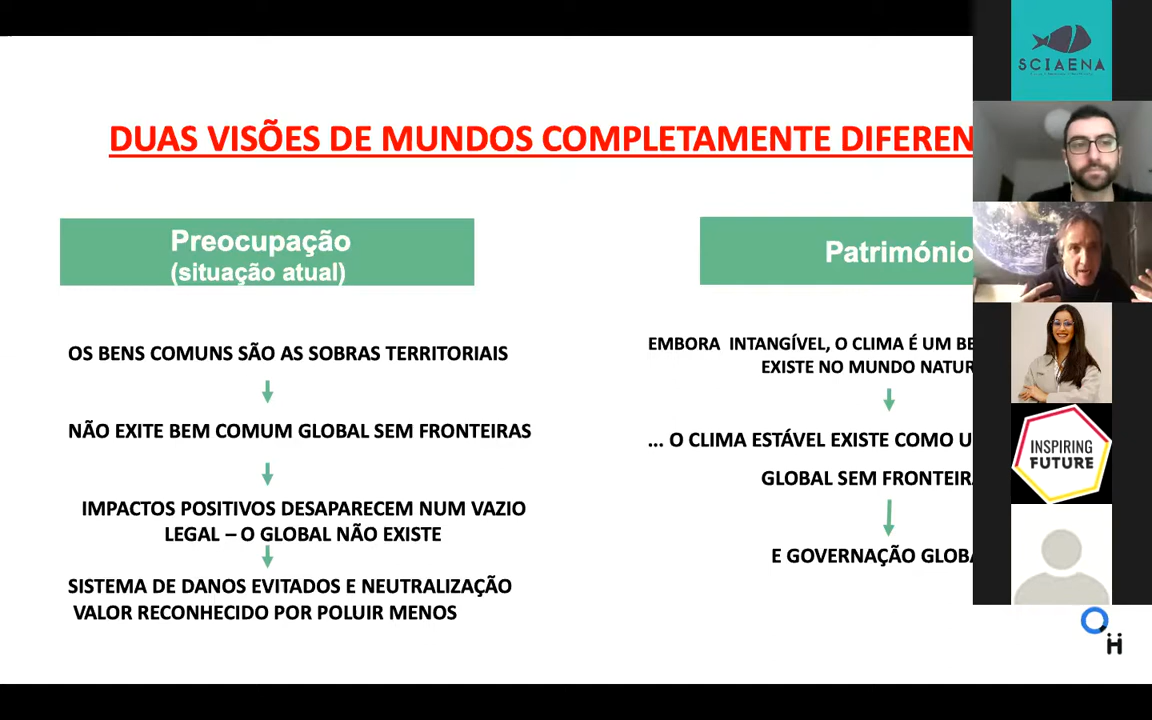 DUAS VISÕES DE MUNDOS COMPLETAMENTE DIFEREN
Preocupação
(situação atual)
OS BENS COMUNS SÃO AS SOBRAS TERRITORIAIS
NÃO EXITE BEM COMUM GLOBAL SEM FRONTEIRAS
IMPACTOS POSITIVOS DESAPARECEM NUM VAZIO
LEGAL – O GLOBAL NÃO EXISTE
SISTEMA DE DANOS EVITADOS E NEUTRALIZAÇÃO
VALOR RECONHECIDO POR POLUIR MENOS
Património
EMBORA INTANGÍVEL, O CLIMA É UM BE
EXISTE NO MUNDO NATUR
... O CLIMA ESTÁVEL EXISTE COMO U
GLOBAL SEM FRONTEIRA
E GOVERNAÇÃO GLOBA
SCIAENA
INSPIRING
FUTURE
H